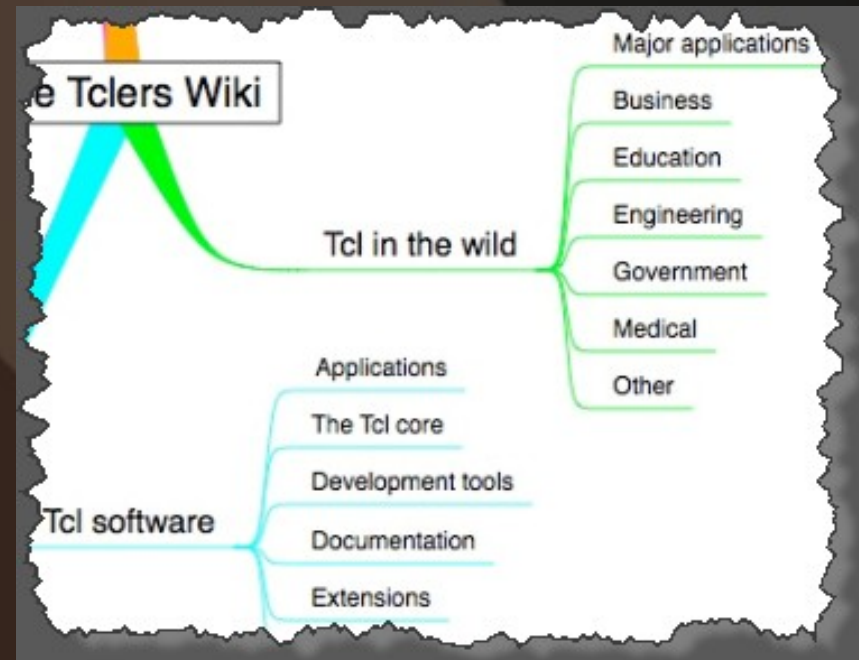 e Tclers Wiki
Tcl in the wild
Major applications
Business
Education
Engineering
Government
Medical
Other
Tcl software
Applications
The Tcl core
Development tools
Documentation
Extensions